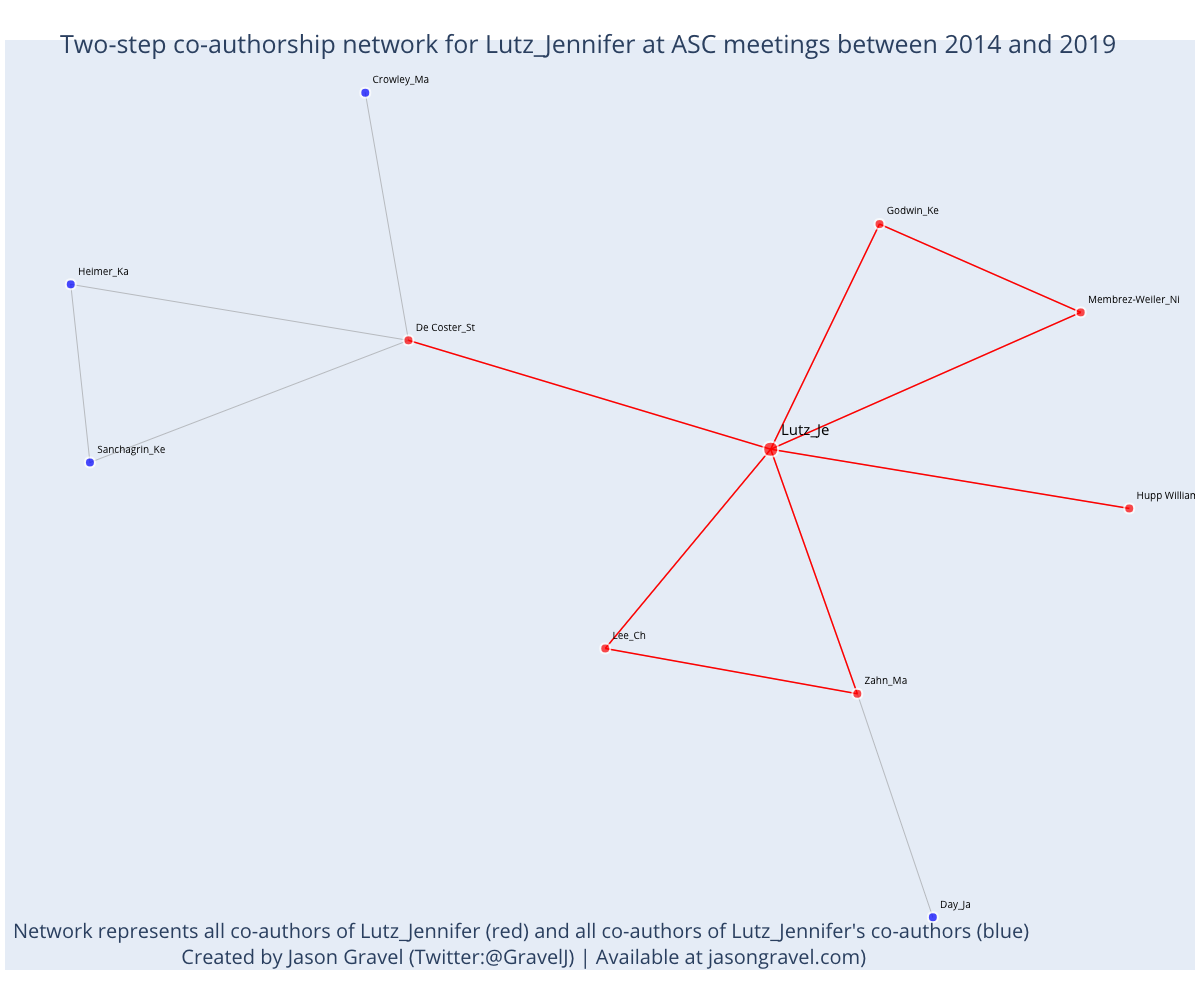 Two-step co-authorship network for Lutz_Jennifer at ASC meetings between 2014 and 2019
Crowley_Ma
Godwin_Ke
Heimer_Ka
Membrez-Weiler_Ni
De Coster_St
Lutz_Je
Sanchagrin_Ke
Hupp
Lee_Ch
Zahn_Ma
Day_Ja
Network represents all co-authors of Lutz_Jennifer (red) and all co-authors of Lutz_Jennifer's co-authors (blue)
Created by Jason Gravel (Twitter:@GravelJ) | Available at jasongravel.com)